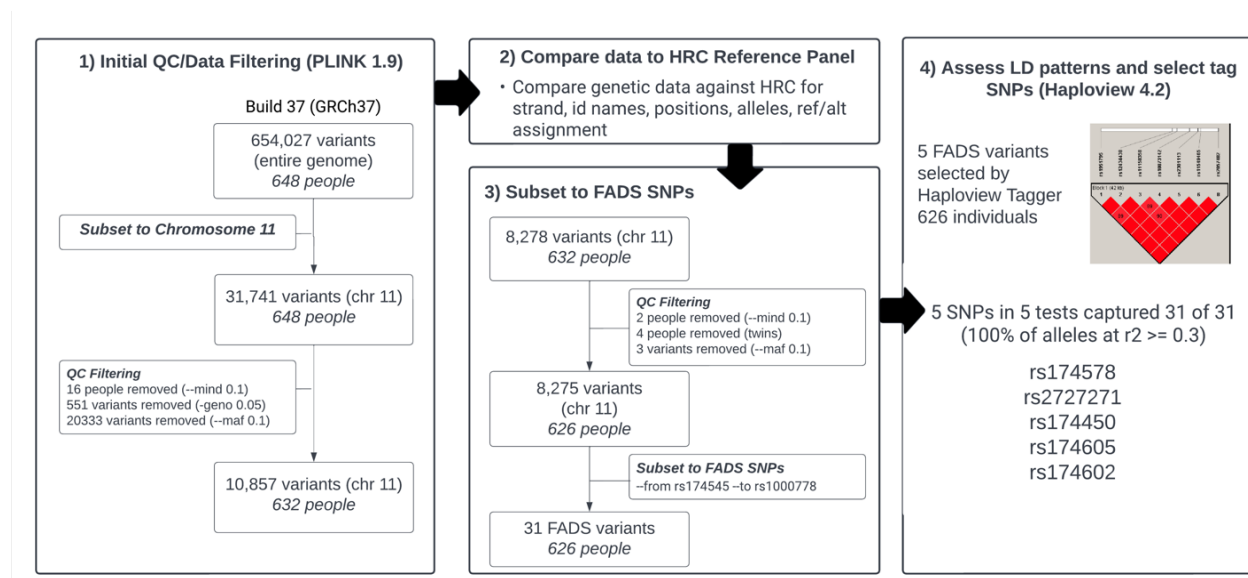 1) Initial QC/Data Filtering (PLINK 1.9)
Build 37 (GRCh37)
654,027 variants
(entire genome)
648 people
Subset to Chromosome 11
31,741 variants (chr 11)
648 people
QC Filtering
16 people removed (--mind 0.1)
551 variants removed (-geno 0.05)
20333 variants removed (--maf 0.1)
10,857 variants (chr 11)
632 people
2) Compare data to HRC Reference Panel
• Compare genetic data against HRC for
strand, id names, positions, alleles, ref/alt
assignment
3) Subset to FADS SNPs
8,278 variants (chr 11)
632 people
QC Filtering
2 people removed (--mind 0.1)
4 people removed (twins)
3 variants removed (--maf 0.1)
8,275 variants
(chr 11)
626 people
Subset to FADS SNPs
--from rs174545 --to rs1000778
31 FADS variants
626 people
4) Assess LD patterns and select tag
SNPs (Haploview 4.2)
5 FADS variants
selected by
Haploview Tagger
626 individuals
5 SNPs in 5 tests captured 31 of 31
(100% of alleles at r2 >= 0.3)
rs174578
rs2727271
rs174450
rs174605
rs174602